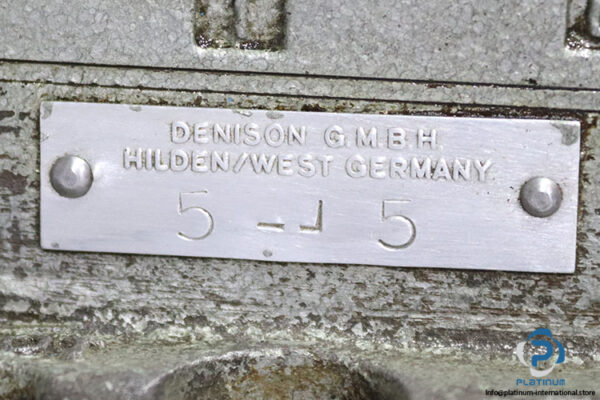 DENISON G.M.B.H.
HILDEN/WEST GERMANY
5 5
PLATINUM
info@platinum-international.store